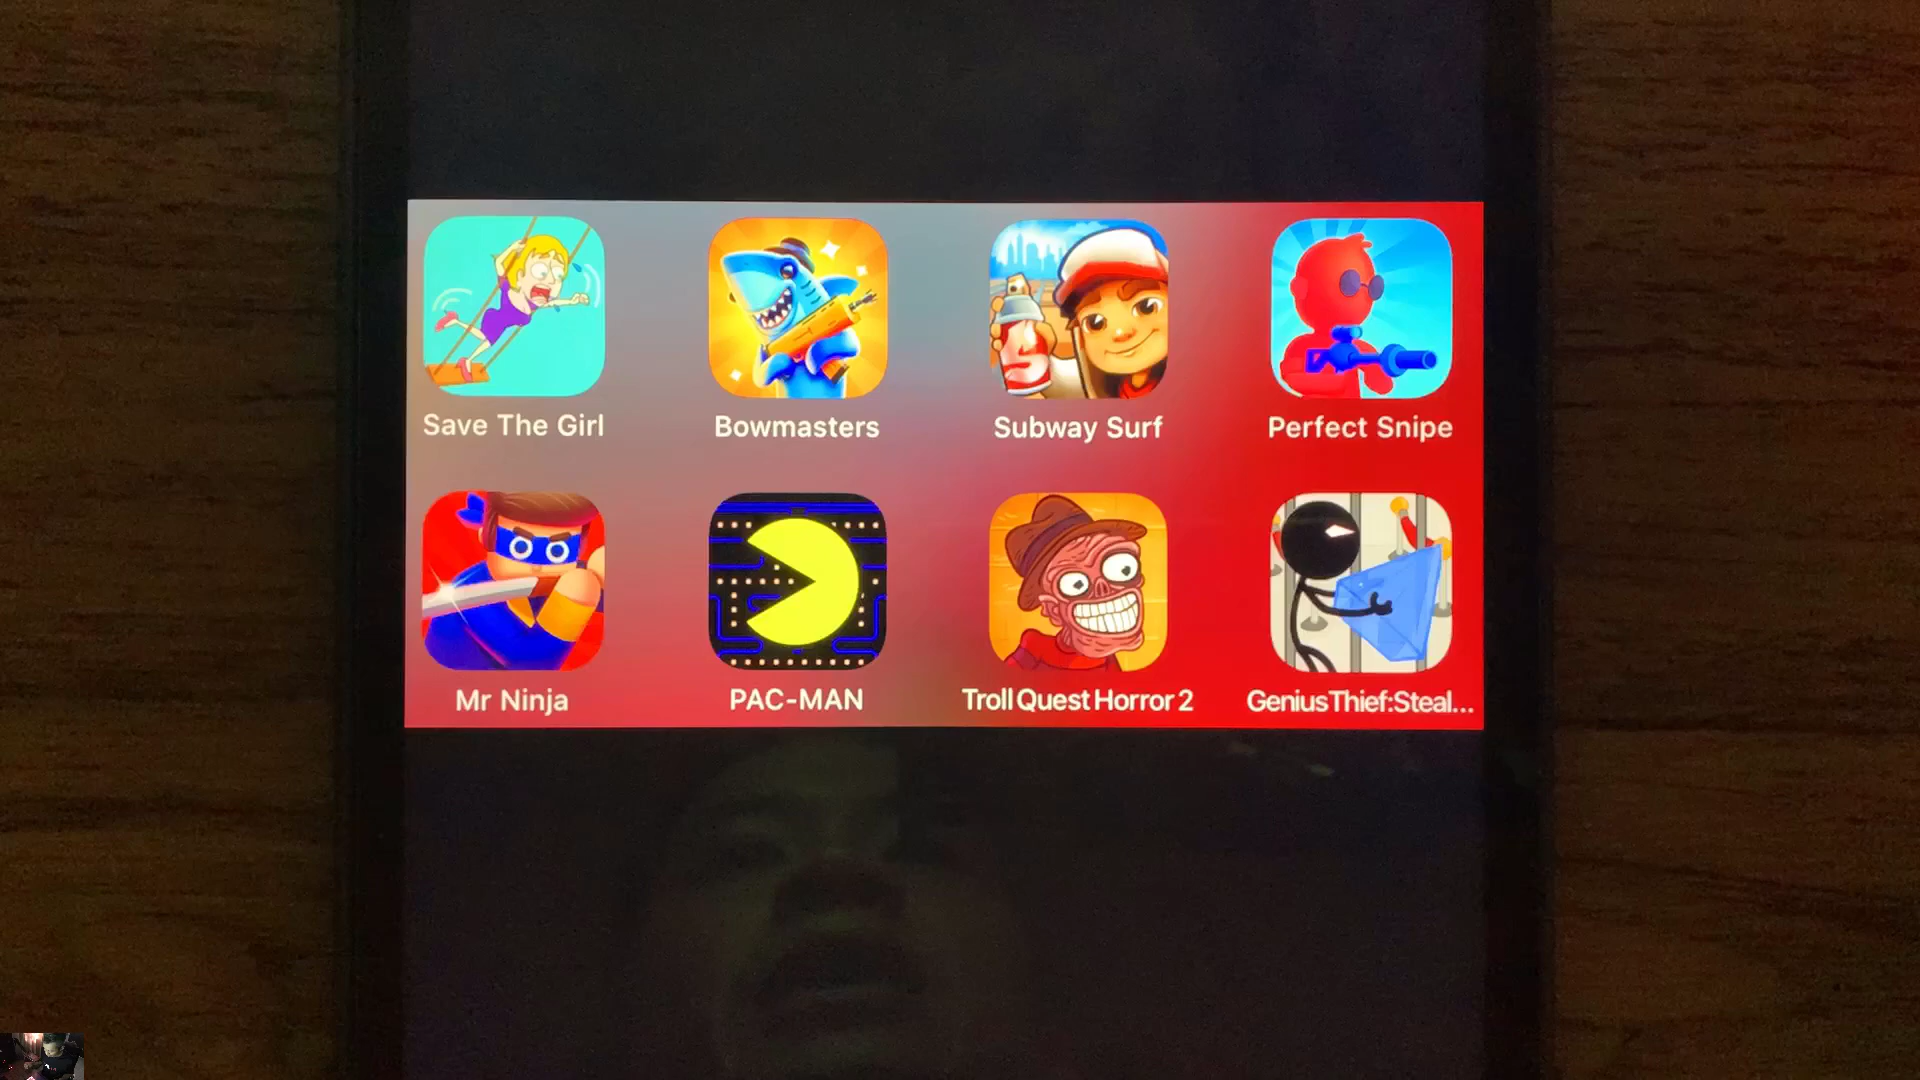 Save The Girl
Bowmasters
Subway Surf
Perfect Snipe
Mr Ninja
PAC-MAN
Troll Quest Horror 2
Genius Thief:Steal...